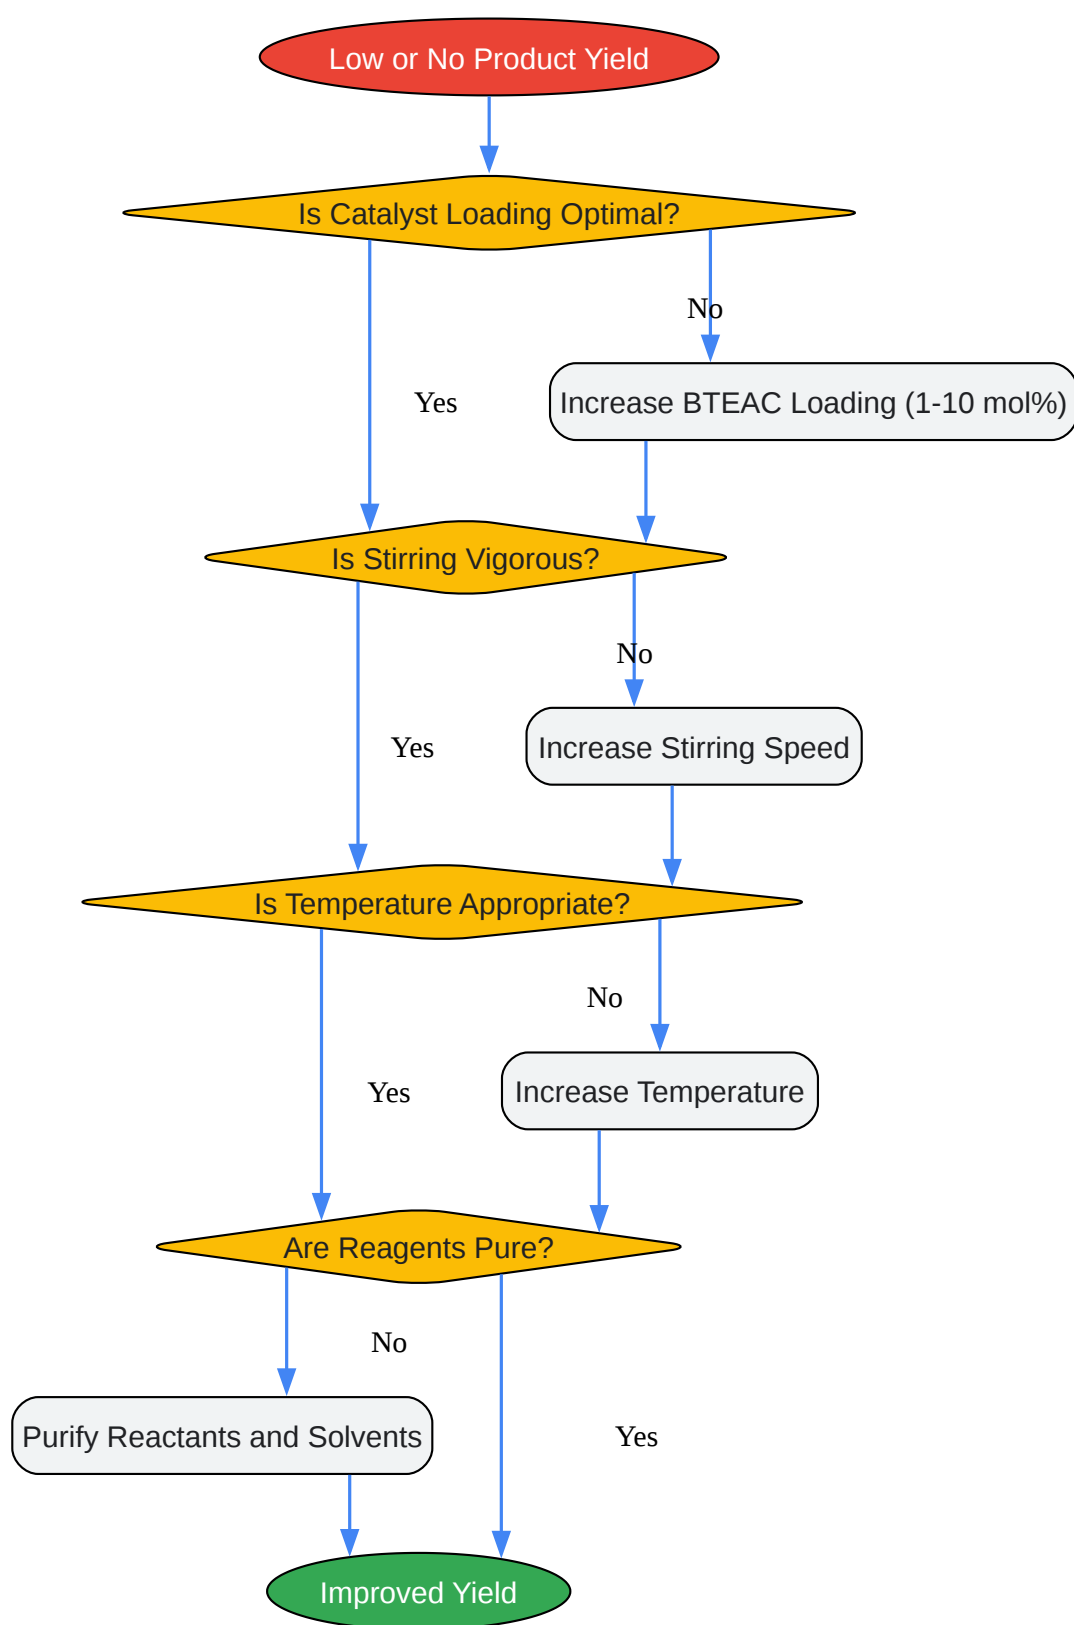 Low or No Product Yield
Is Catalyst Loading Optimal?
No
Yes
Increase BTEAC Loading (1-10 mol%)
Is Stirring Vigorous?
No
Yes
Increase Stirring Speed
Is Temperature Appropriate?
No
Yes
Increase Temperature
Are Reagents Pure?
No
Purify Reactants and Solvents
Yes
Improved Yield